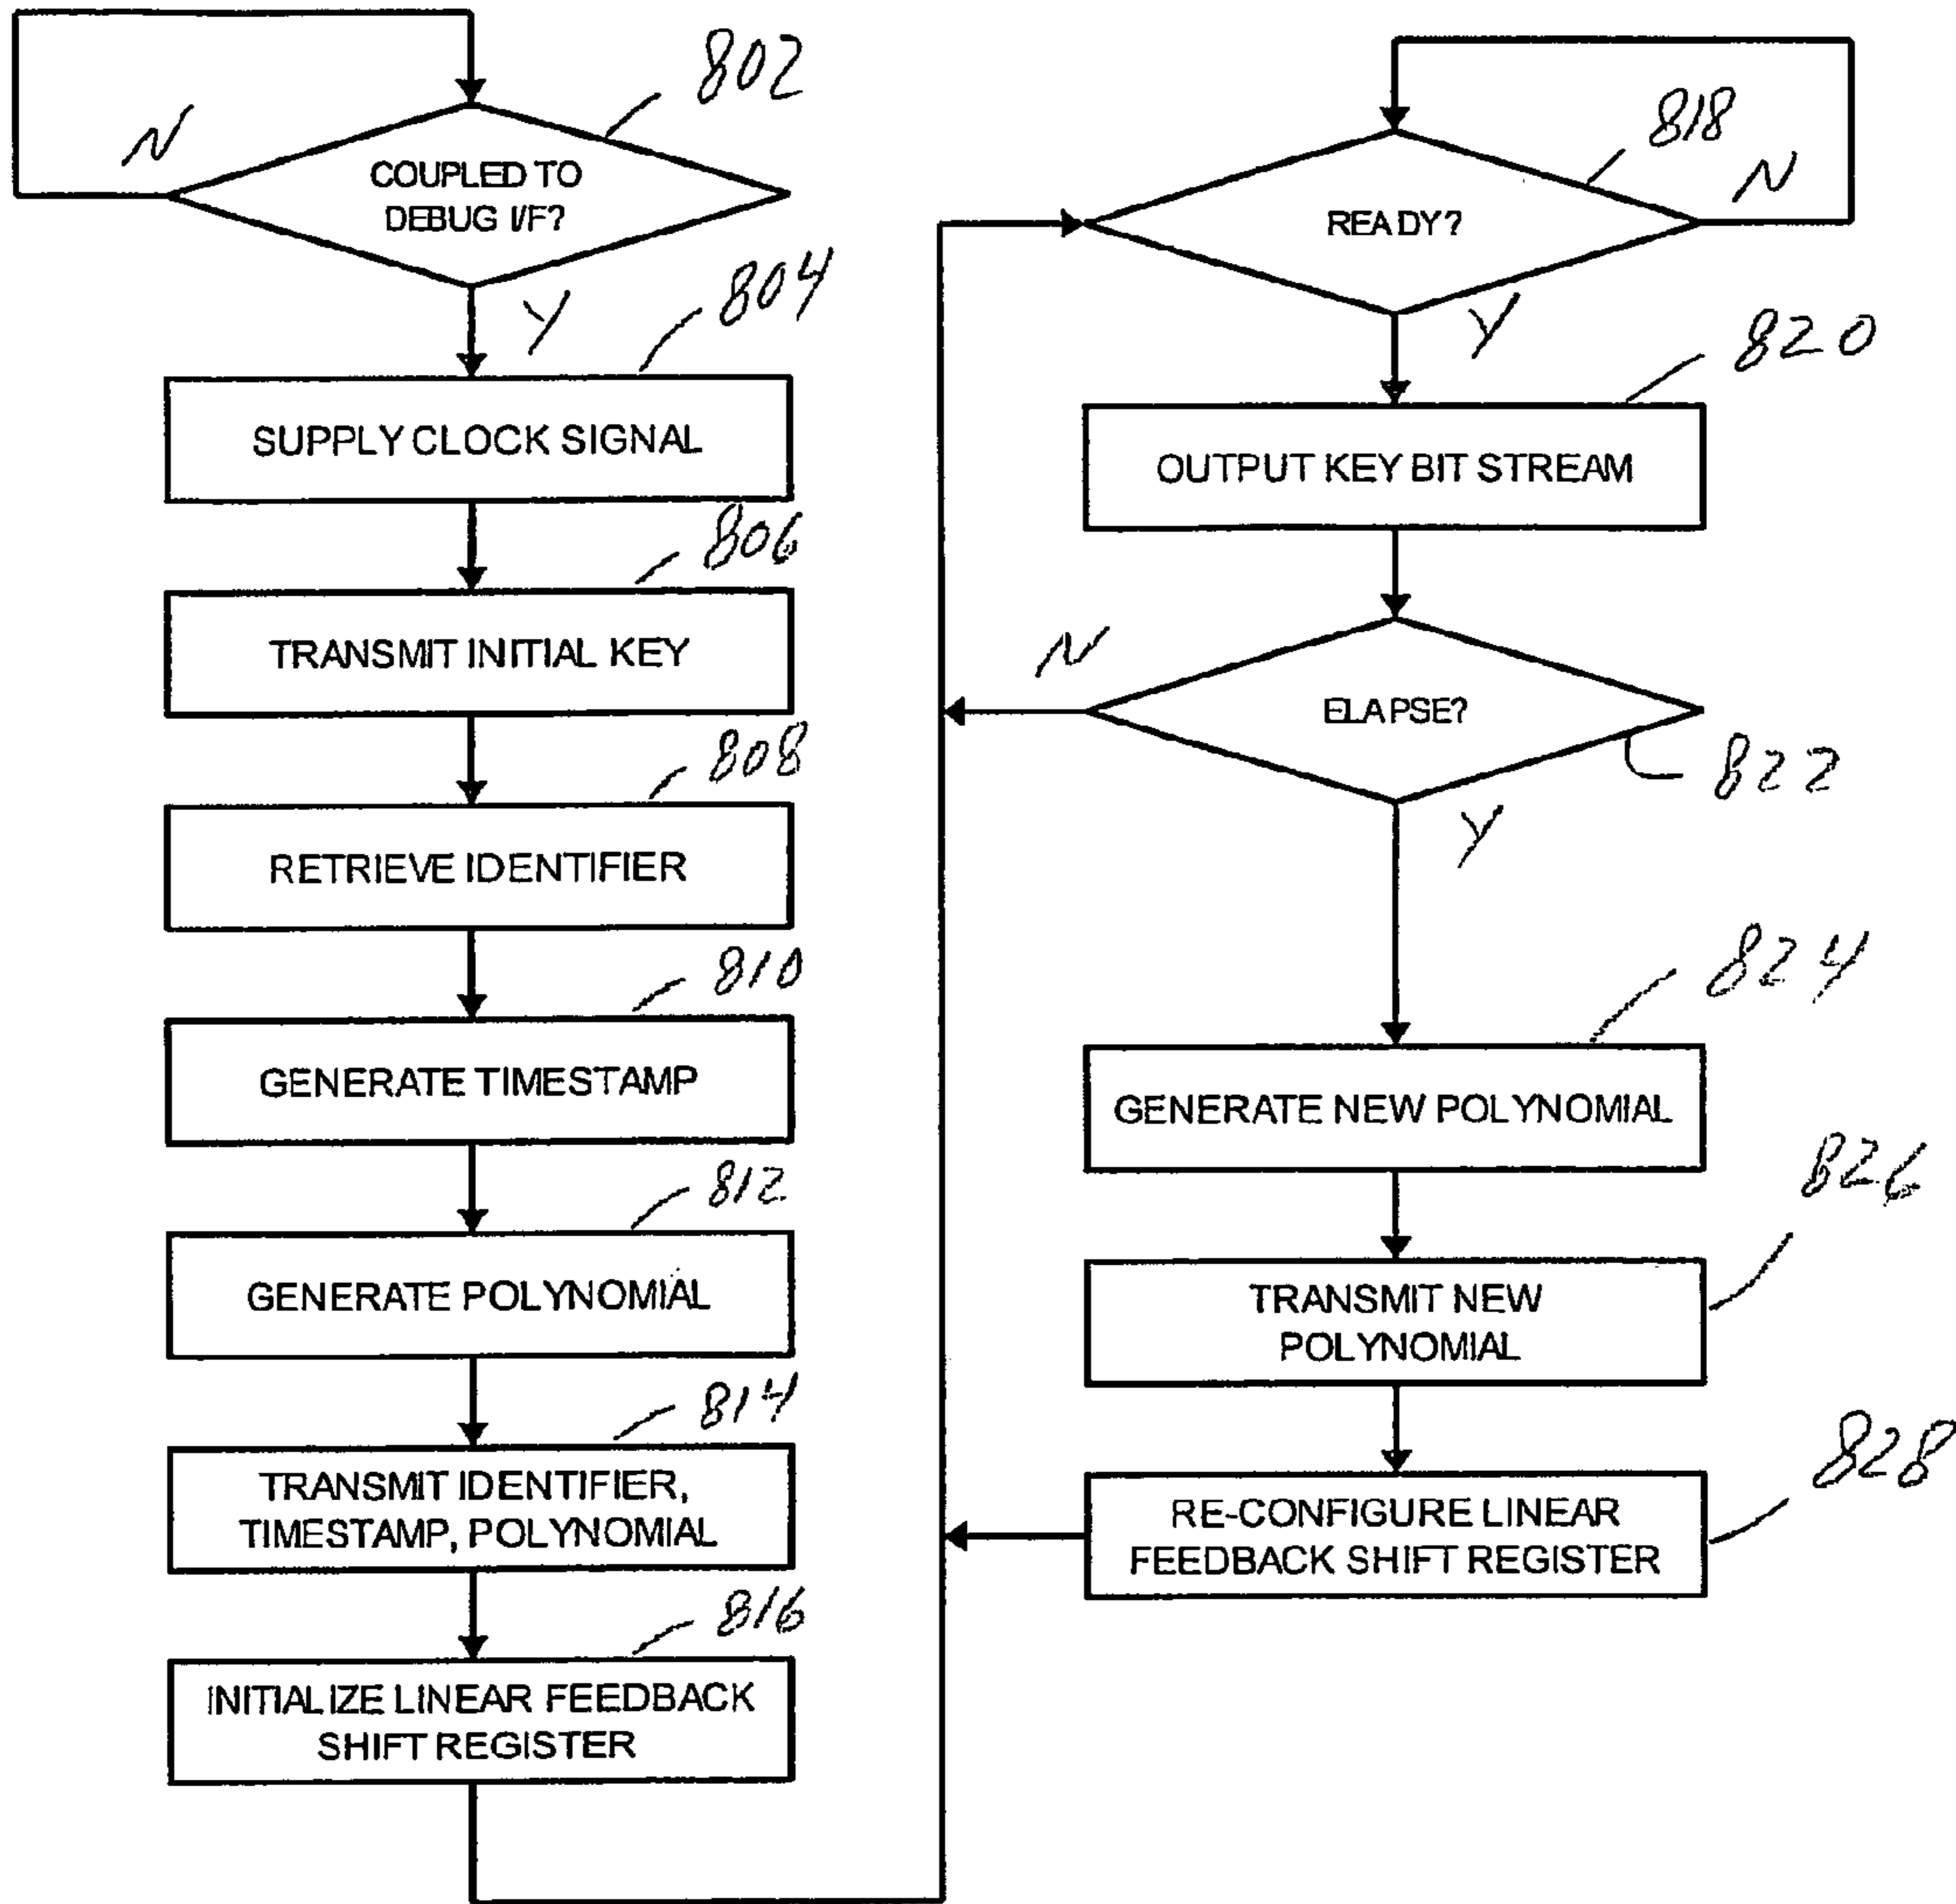 802
N
COUPLED TO
DEBUG I/F?
Y
804
SUPPLY CLOCK SIGNAL
806
TRANSMIT INITIAL KEY
808
RETRIEVE IDENTIFIER
810
GENERATE TIMESTAMP
812
GENERATE POLYNOMIAL
814
TRANSMIT IDENTIFIER,
TIMESTAMP, POLYNOMIAL
816
INITIALIZE LINEAR FEEDBACK
SHIFT REGISTER
818
N
READY?
Y
820
OUTPUT KEY BIT STREAM
N
ELAPSE?
822
Y
824
GENERATE NEW POLYNOMIAL
826
TRANSMIT NEW
POLYNOMIAL
828
RE-CONFIGURE LINEAR
FEEDBACK SHIFT REGISTER